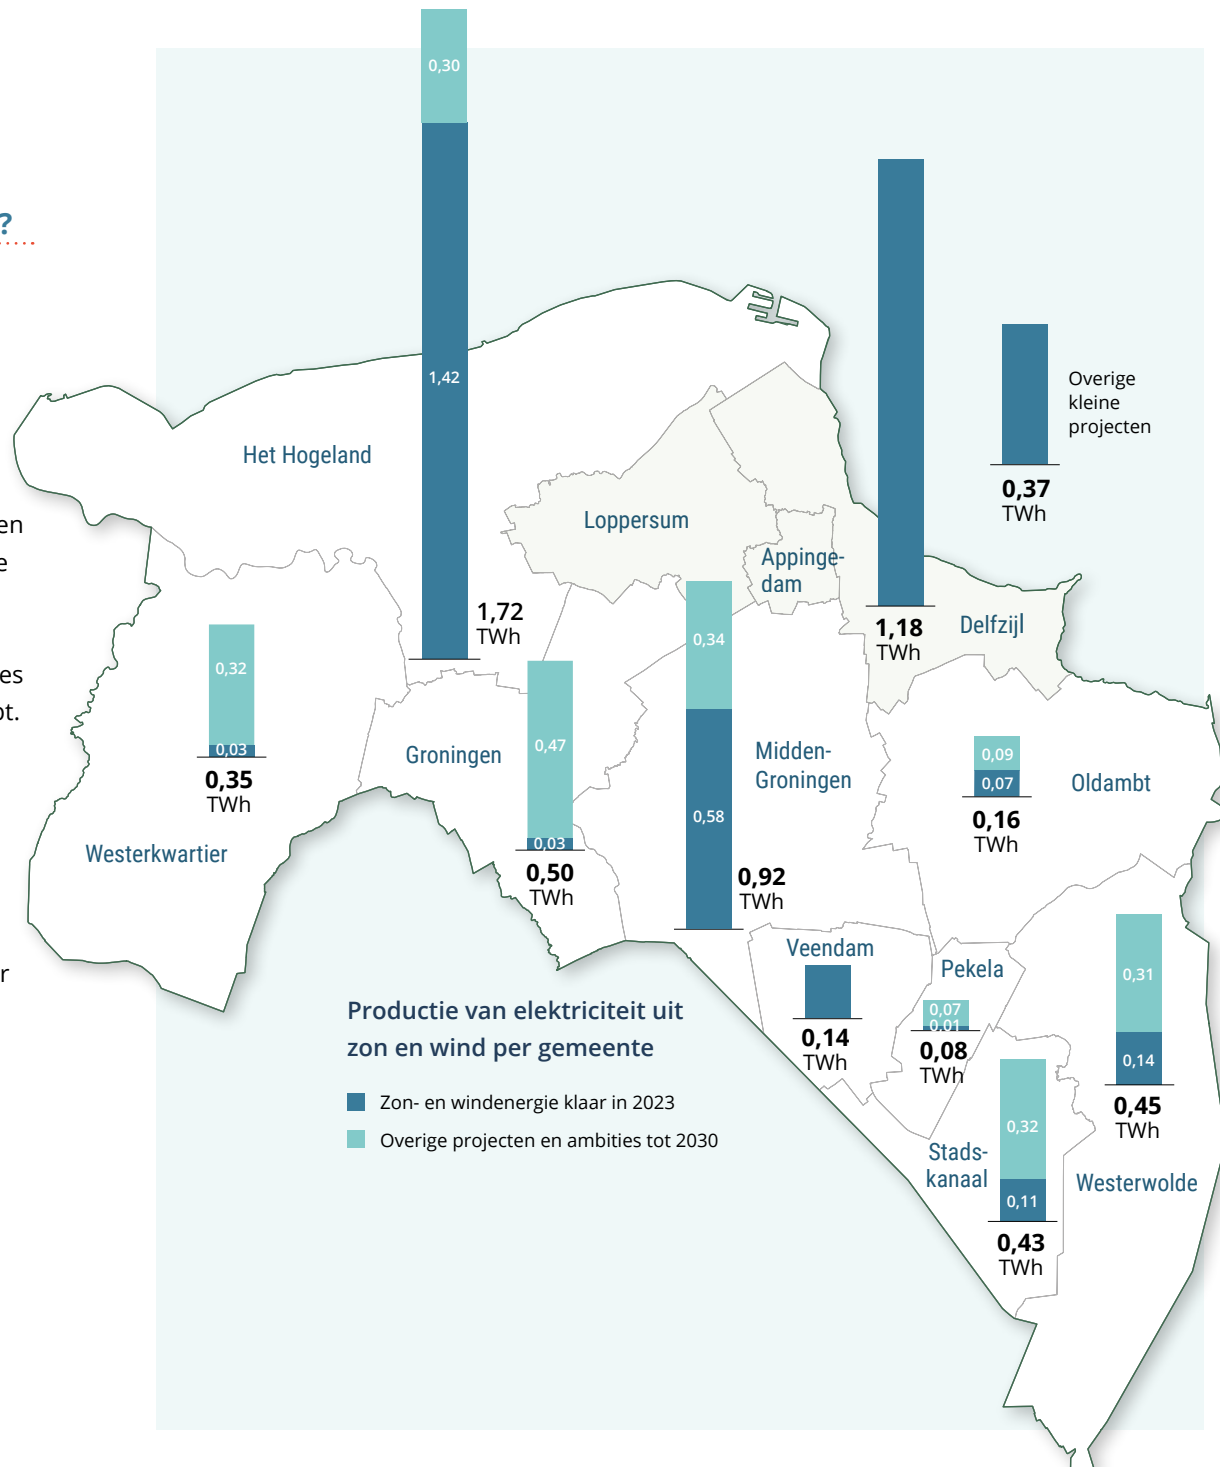 ?
en
e
es
ot.
r
0,30
1,42
1,72
TWh
Het Hogeland
Loppersum
Appinge-
dam
1,18
TWh
Delfzijl
Overige
kleine
projecten
0,37
TWh
0,32
0,03
0,35
TWh
Westerkwartier
Groningen
0,47
0,03
0,50
TWh
0,34
0,58
0,92
TWh
Midden-
Groningen
0,09
0,07
0,16
TWh
Oldambt
Veendam
0,14
TWh
Pekela
0,07
0,01
0,08
TWh
0,31
0,14
0,45
TWh
Westerwolde
Stads-
kanaal
0,32
0,11
0,43
TWh
Productie van elektriciteit uit
zon en wind per gemeente
Zon- en windenergie klaar in 2023
Overige projecten en ambities tot 2030